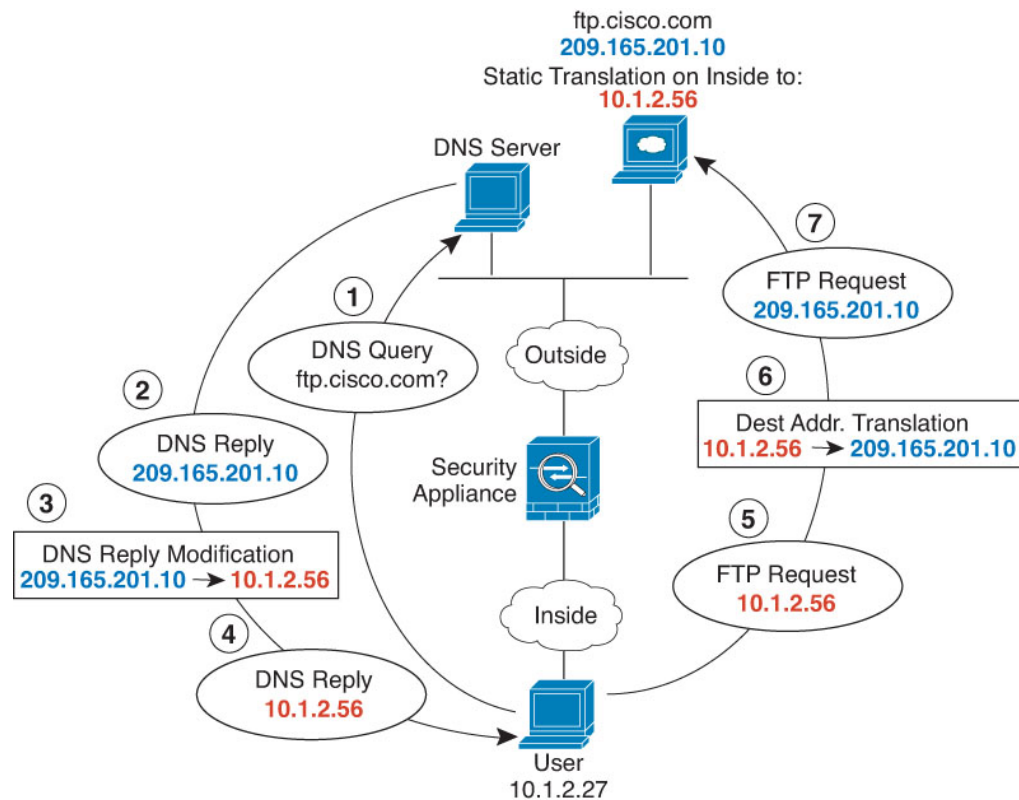 ftp.cisco.com
209.165.201.10
Static Translation on Inside to:
10.1.2.56
DNS Server
7
FTP Request
209.165.201.10
1
DNS Query
ftp.cisco.com?
Outside
2
DNS Reply
209.165.201.10
6
Dest Addr. Translation
10.1.2.56 → 209.165.201.10
Security
Appliance
3
DNS Reply Modification
209.165.201.10 → 10.1.2.56
5
FTP Request
10.1.2.56
Inside
4
DNS Reply
10.1.2.56
User
10.1.2.27